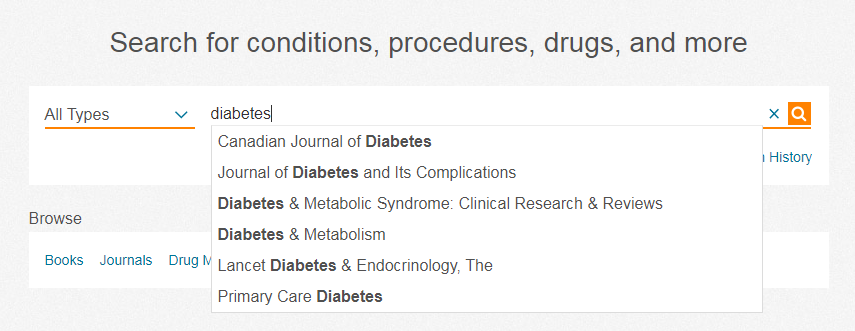 Search for conditions, procedures, drugs, and more
All Types
diabetes
Canadian Journal of Diabetes
Journal of Diabetes and Its Complications
History
Diabetes & Metabolic Syndrome: Clinical Research & Reviews
Browse
Diabetes & Metabolism
Books Journals Drug
Lancet Diabetes & Endocrinology, The
Primary Care Diabetes